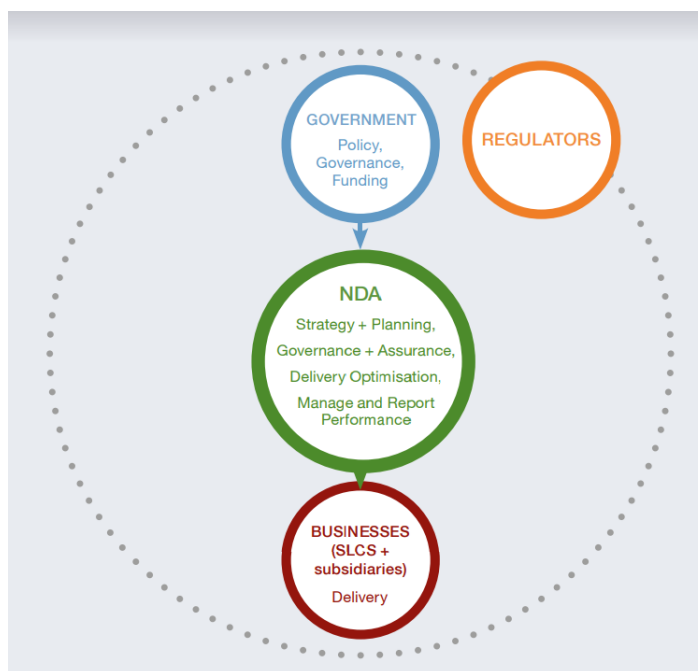 GOVERNMENT
Policy,
Governance,
Funding
REGULATORS
NDA
Strategy + Planning,
Governance + Assurance,
Delivery Optimisation,
Manage and Report
Performance
BUSINESSES
(SLCS +
subsidiaries)
Delivery